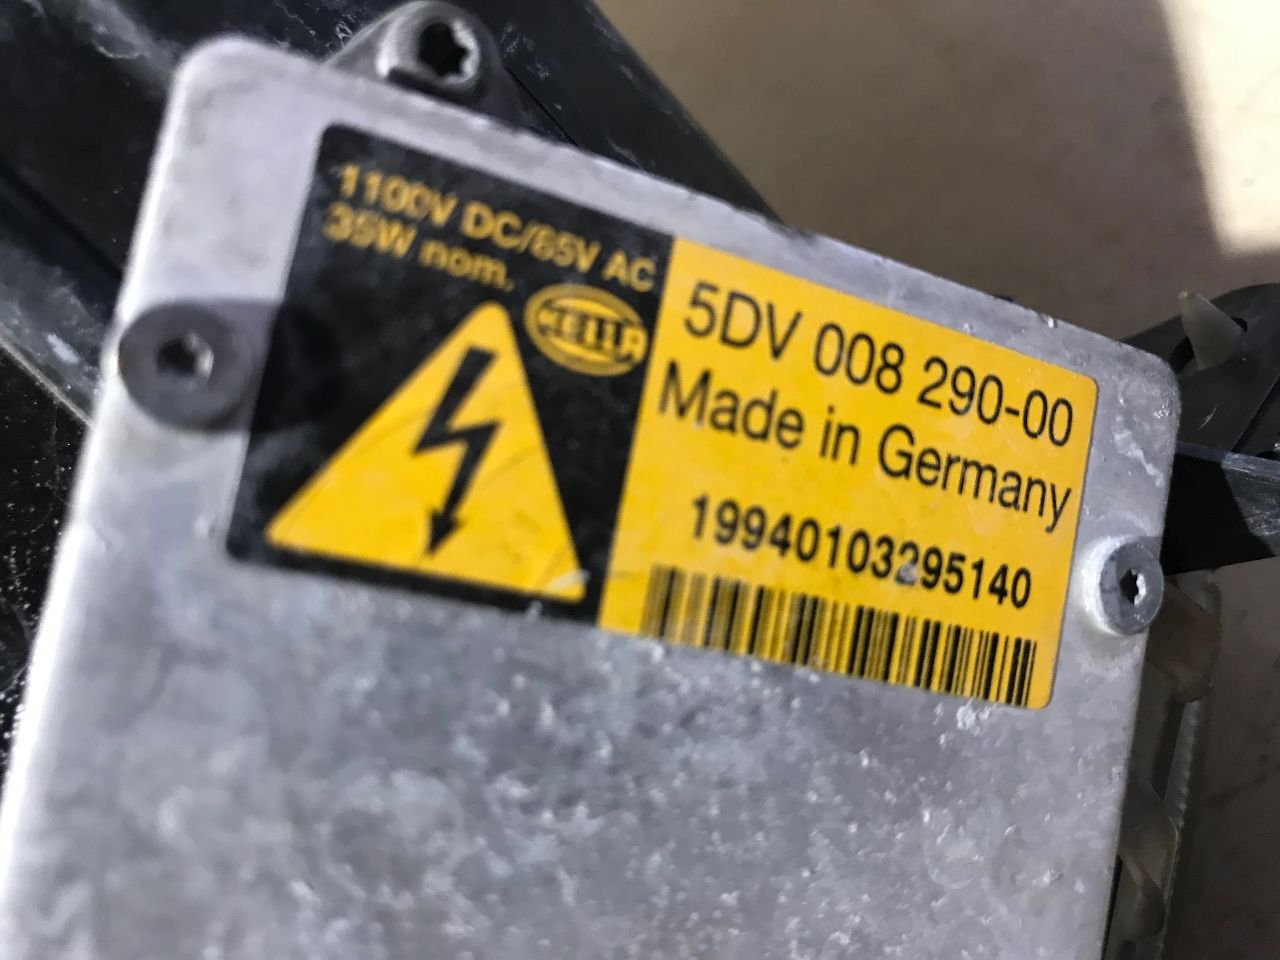 1100V DC/85V AC
35W nom.
HELLA
5DV 008 290-00
Made in Germany
19940103295140